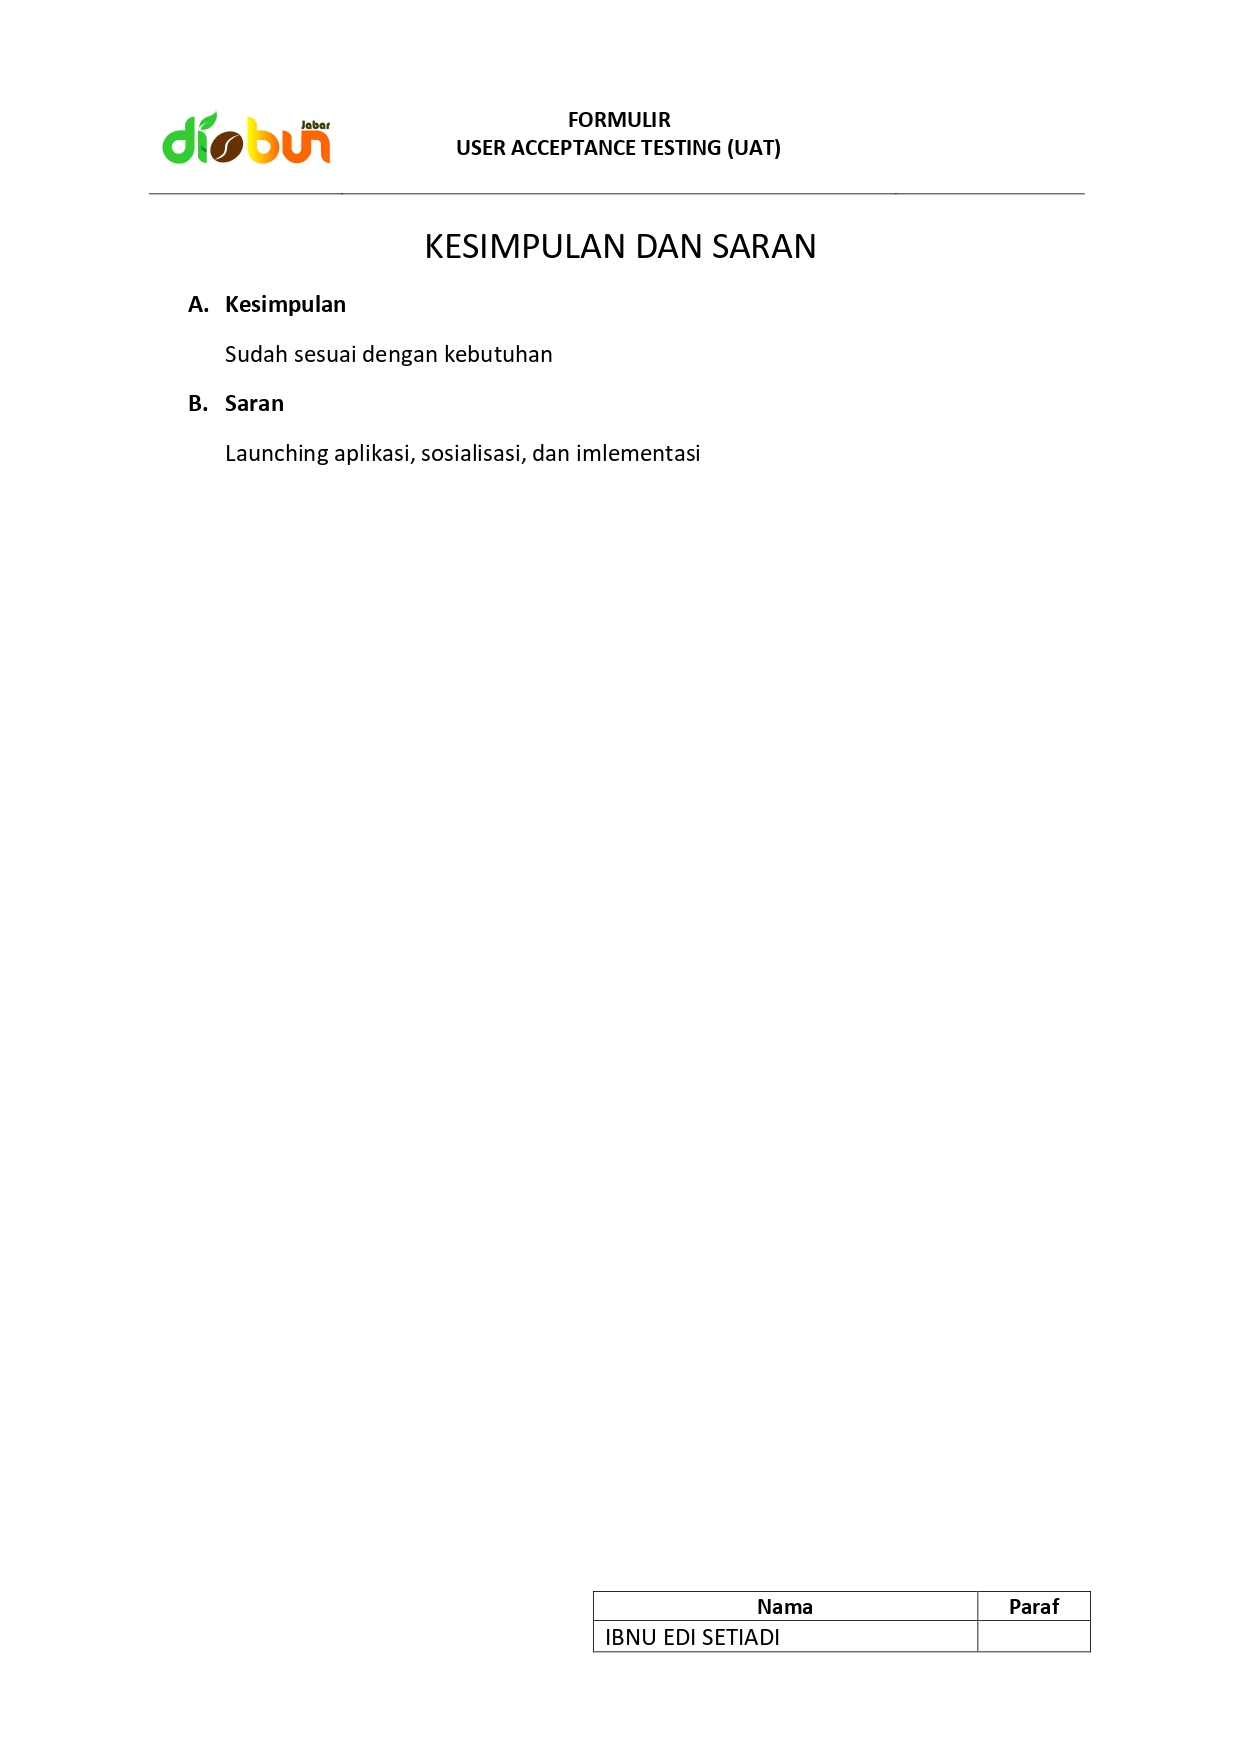 diobun Jabar
FORMULIR
USER ACCEPTANCE TESTING (UAT)
KESIMPULAN DAN SARAN
A. Kesimpulan
Sudah sesuai dengan kebutuhan
B. Saran
Launching aplikasi, sosialisasi, dan imlementasi
Nama Paraf
IBNU EDI SETIADI